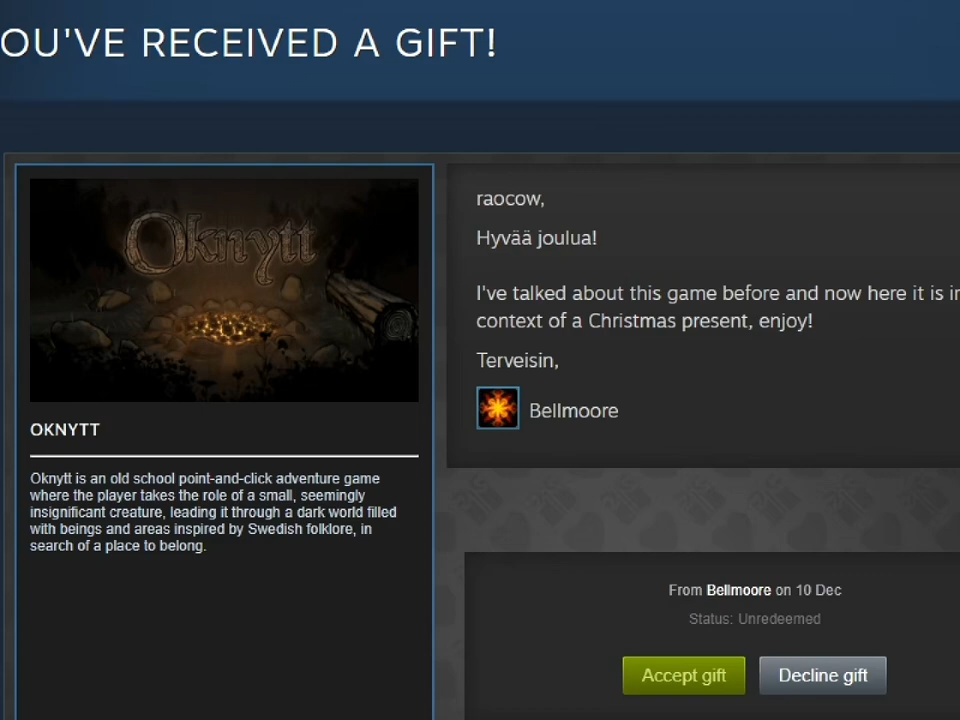 OU'VE RECEIVED A GIFT!
Oknytt
OKNYTT
Oknytt is an old school point-and-click adventure game
where the player takes the role of a small, seemingly
insignificant creature, leading it through a dark world filled
with beings and areas inspired by Swedish folklore, in
search of a place to belong.
raocow,
Hyvää joulua!
I've talked about this game before and now here it is in
context of a Christmas present, enjoy!
Terveisin,
Bellmoore
From Bellmoore on 10 Dec
Status: Unredeemed
Accept gift
Decline gift